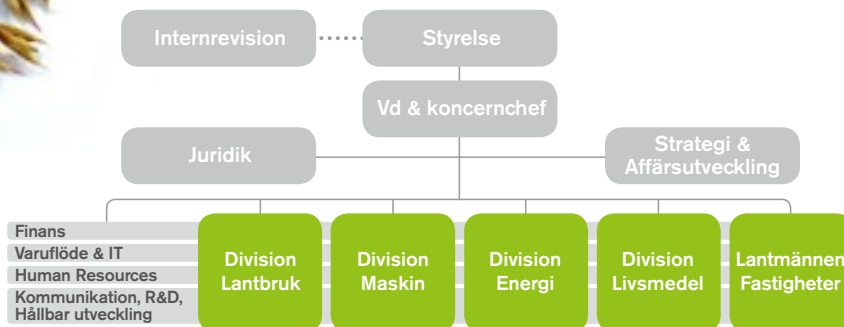 Internrevision
Styrelse
Vd & koncernchef
Juridik
Strategi &
Affärsutveckling
Finans
Varuflöde & IT
Human Resources
Kommunikation, R&D,
Hållbar utveckling
Division
Lantbruk
Division
Maskin
Division
Energi
Division
Livsmedel
Lantmännen
Fastigheter